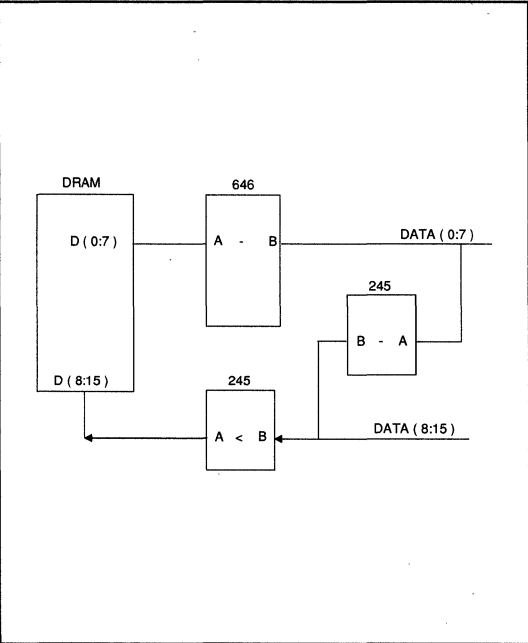 DRAM
646
D ( 0:7 )
A - B
DATA ( 0:7 )
245
B - A
D ( 8:15 )
245
A < B
DATA ( 8:15 )